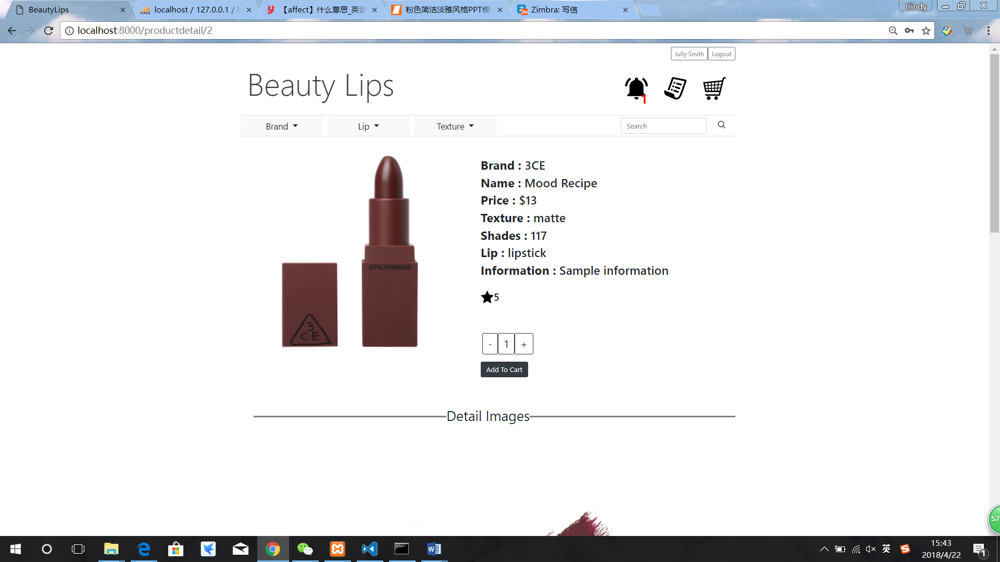 BeautyLips
localhost / 127.0.0.1 / b
【affect】什么意思_英语
粉色简洁淡雅风格PPT模
Zimbra: 写信
Cindy
localhost:8000/productdetail/2
Jully Smith
Logout
Beauty Lips
1
Brand
Lip
Texture
Search
Brand : 3CE
Name : Mood Recipe
Price : $13
Texture : matte
Shades : 117
Lip : lipstick
Information : Sample information
STYLENANDA
3
CE
5
- 1 +
Add To Cart
Detail Images
57
英
15:43
2018/4/22
1